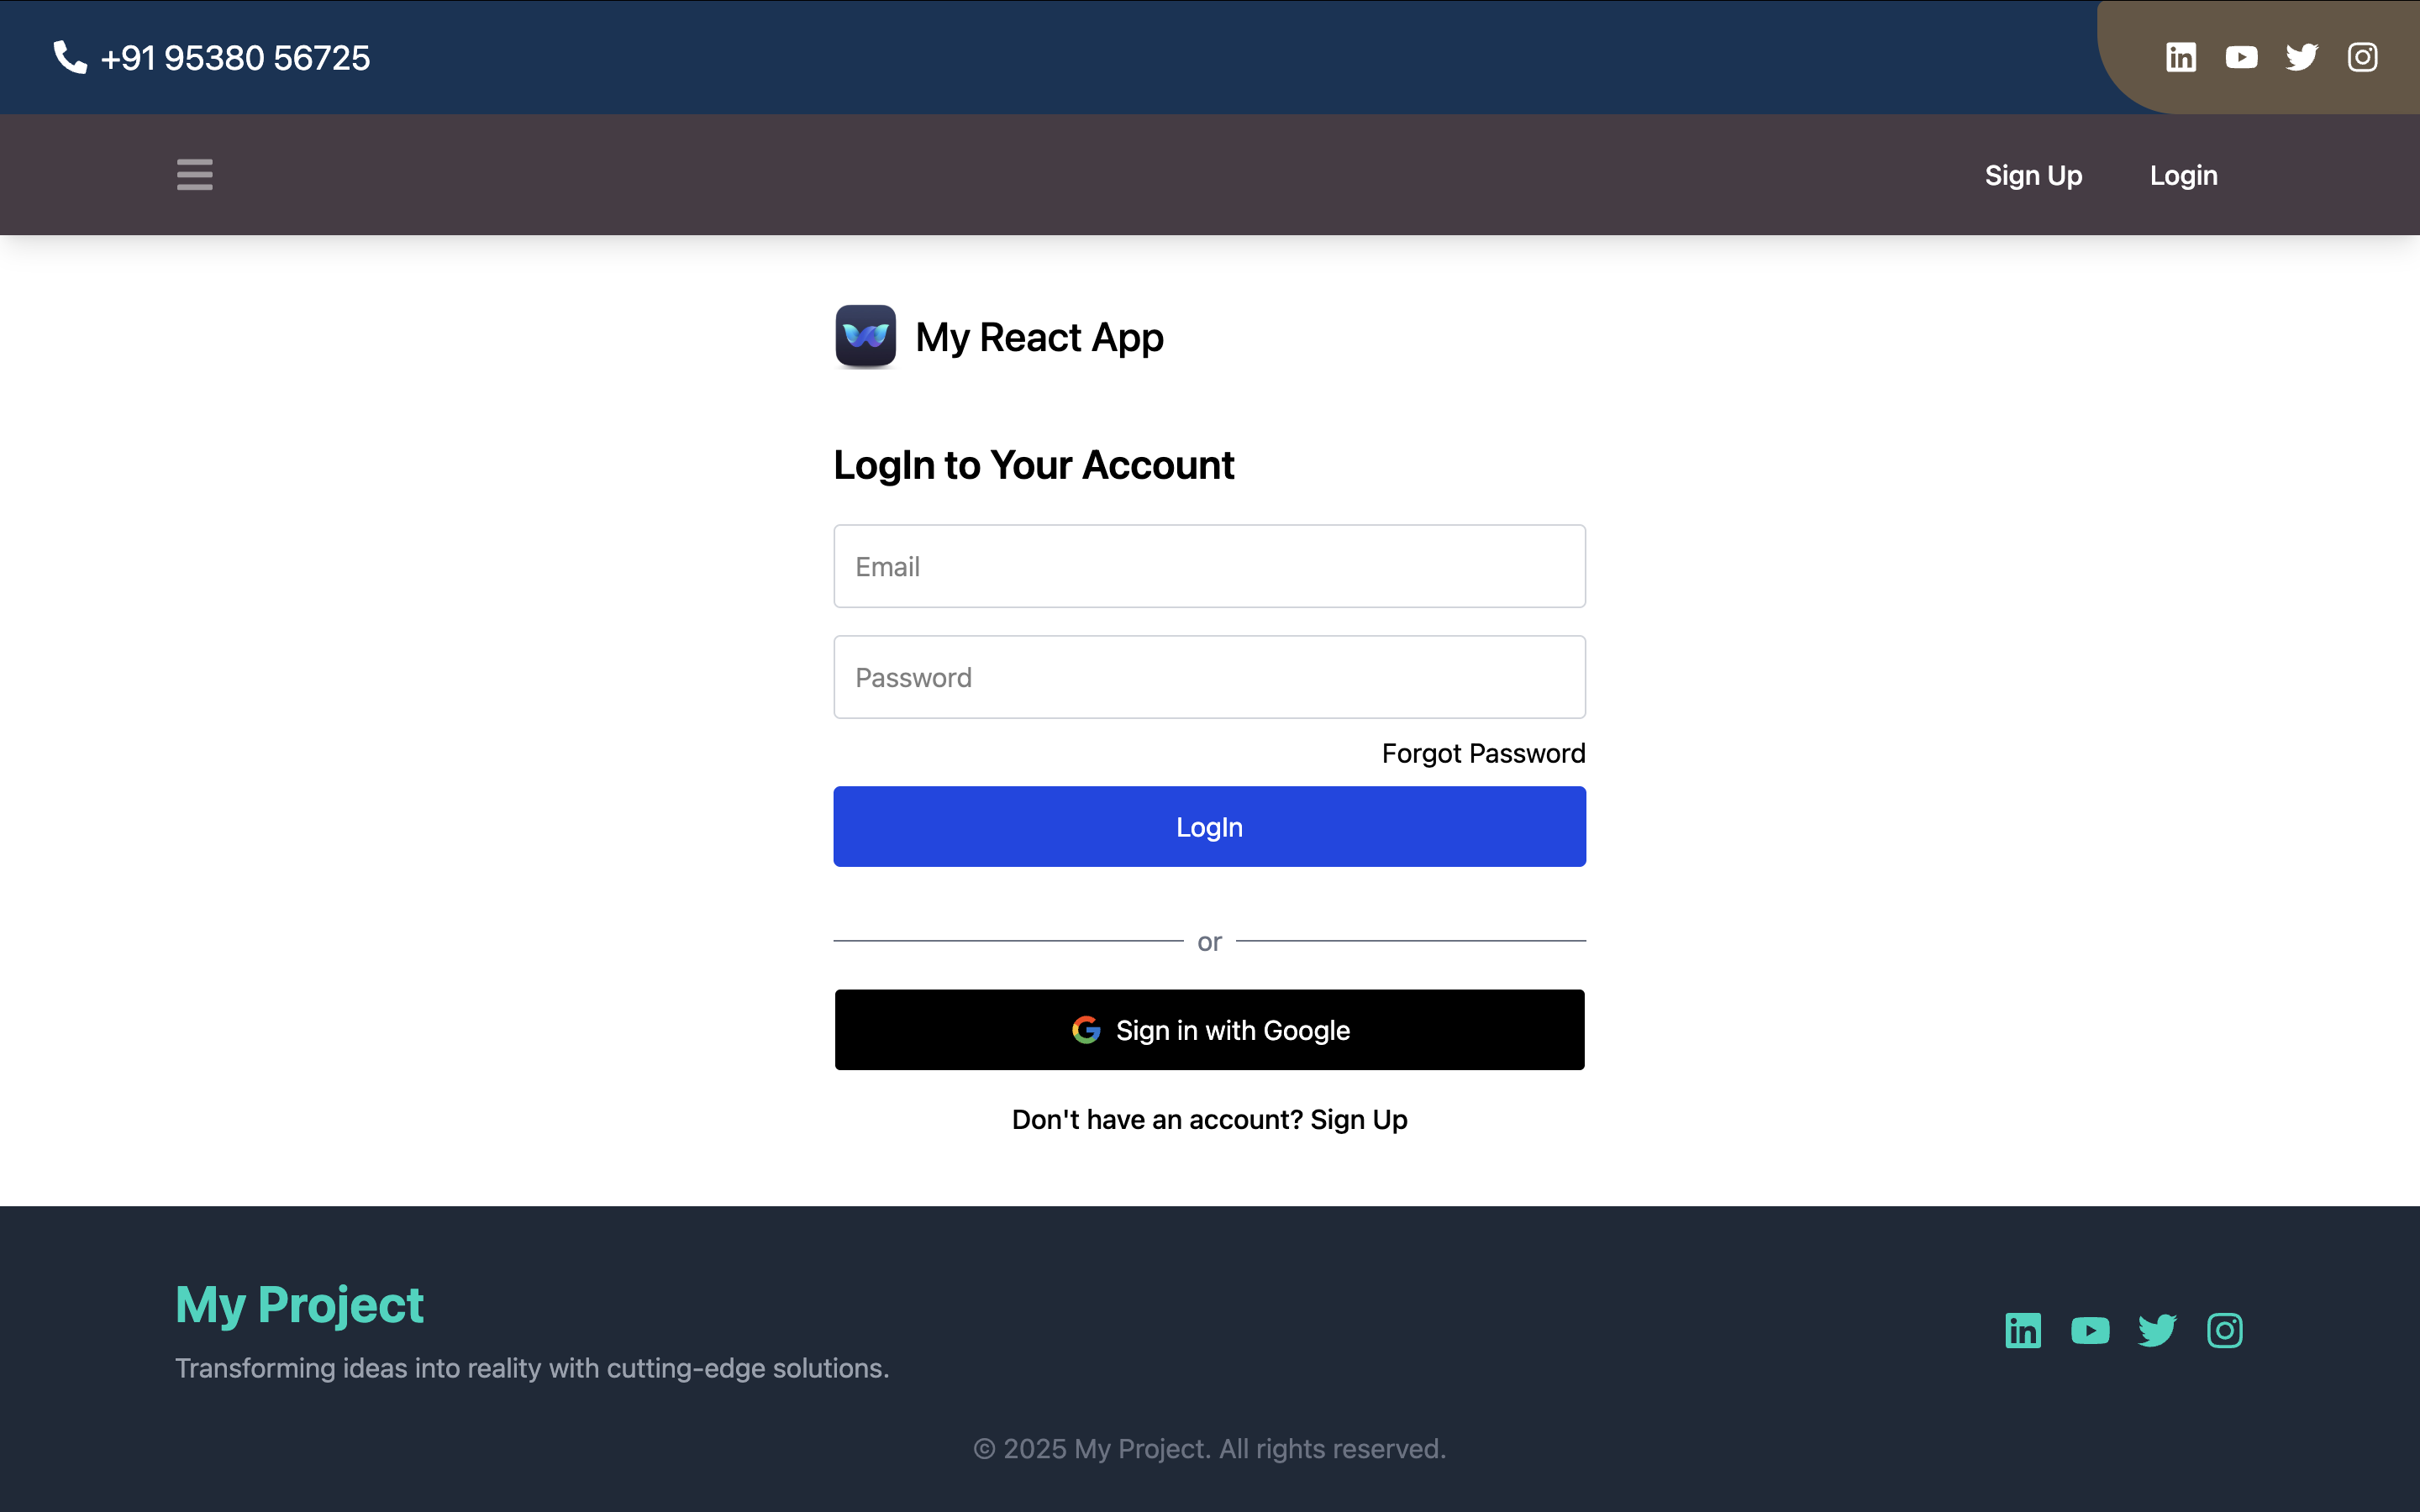 +91 95380 56725
Sign Up Login
My React App
LogIn to Your Account
Email
Password
Forgot Password
LogIn
or
Sign in with Google
Don't have an account? Sign Up
My Project
Transforming ideas into reality with cutting-edge solutions.
© 2025 My Project. All rights reserved.